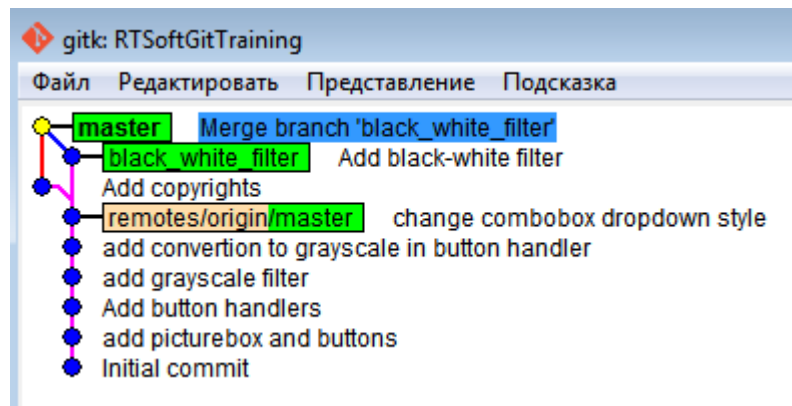 gitk: RTSoftGitTraining
Файл Редактировать Представление Подсказка
master Merge branch 'black_white_filter'
black_white_filter Add black-white filter
Add copyrights
remotes/origin/master change combobox dropdown style
add convertion to grayscale in button handler
add grayscale filter
Add button handlers
add picturebox and buttons
Initial commit